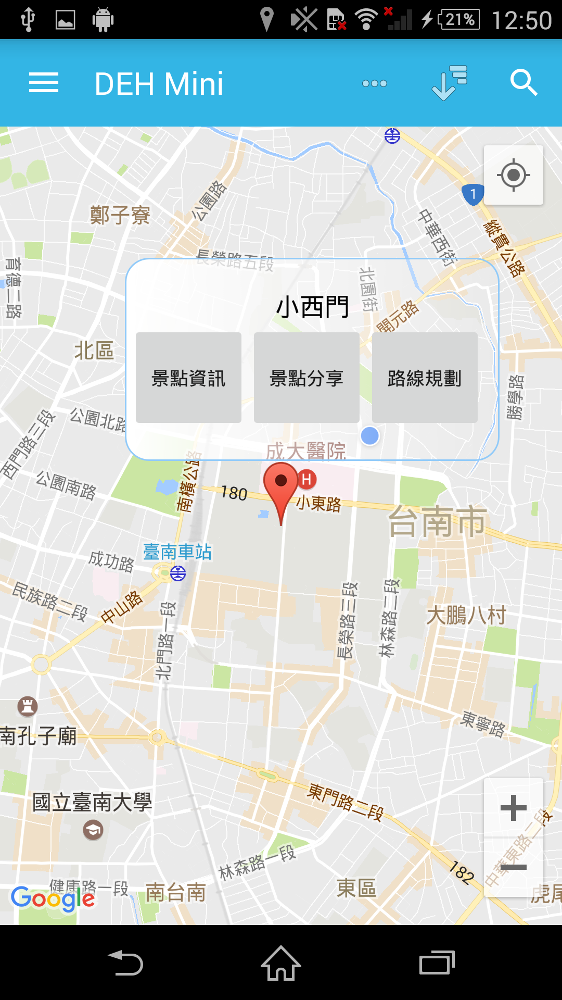 21%
12:50
DEH Mini
1
公園路
鄭子寮
中華西街
縱貫公路
長榮路五段
育德二路
北園街
小西門
開元路
北區
景點資訊
景點分享
路線規劃
勝學路
公園北路
西門路三段
成大醫院
南橫公路
H
公園南路
180
小東路
台南市
臺南車站
成功路
民族路二段
中山路
長榮路三段
林森路二段
大鵬八村
北門路一段
東寧路
南孔子廟
國立臺南大學
東門路二段
中華東路二段
林森路一段
182
健康路一段
南台南
東區
虎尾
Google